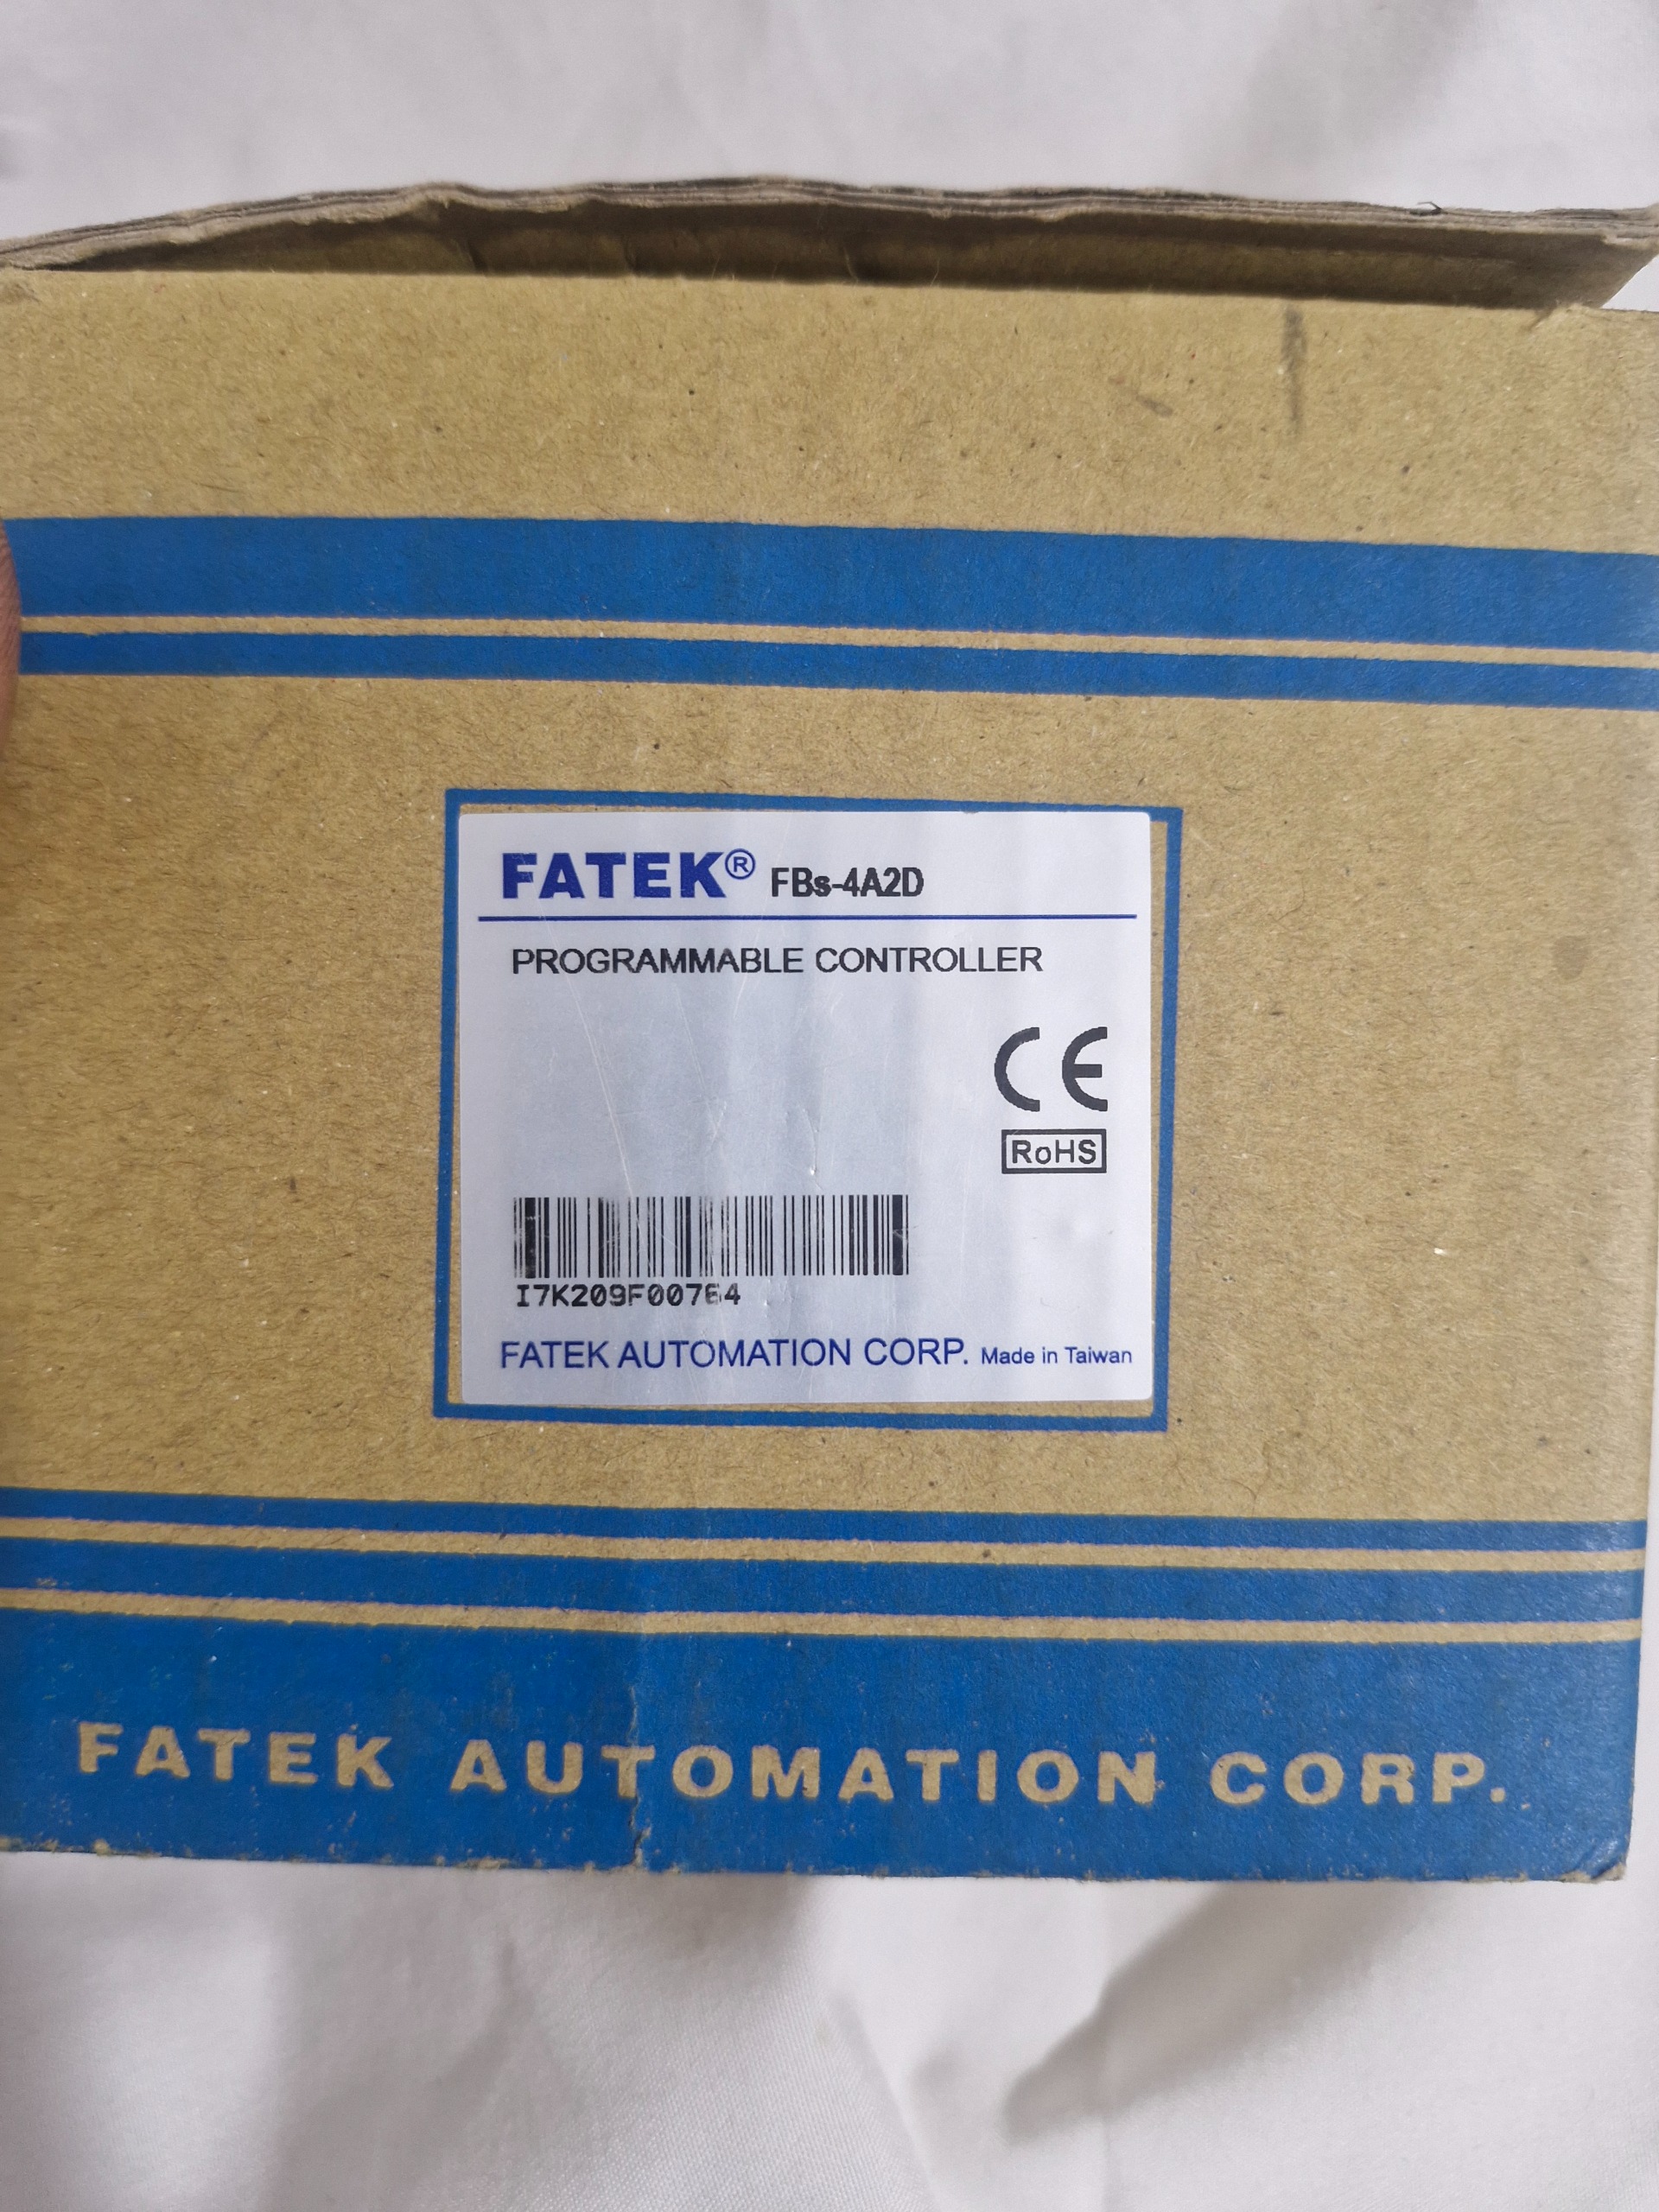 FATEK® FBs-4A2D
PROGRAMMABLE CONTROLLER
CE
RoHS
I7K209F00764
FATEK AUTOMATION CORP. Made in Taiwan
FATEK AUTOMATION CORP.